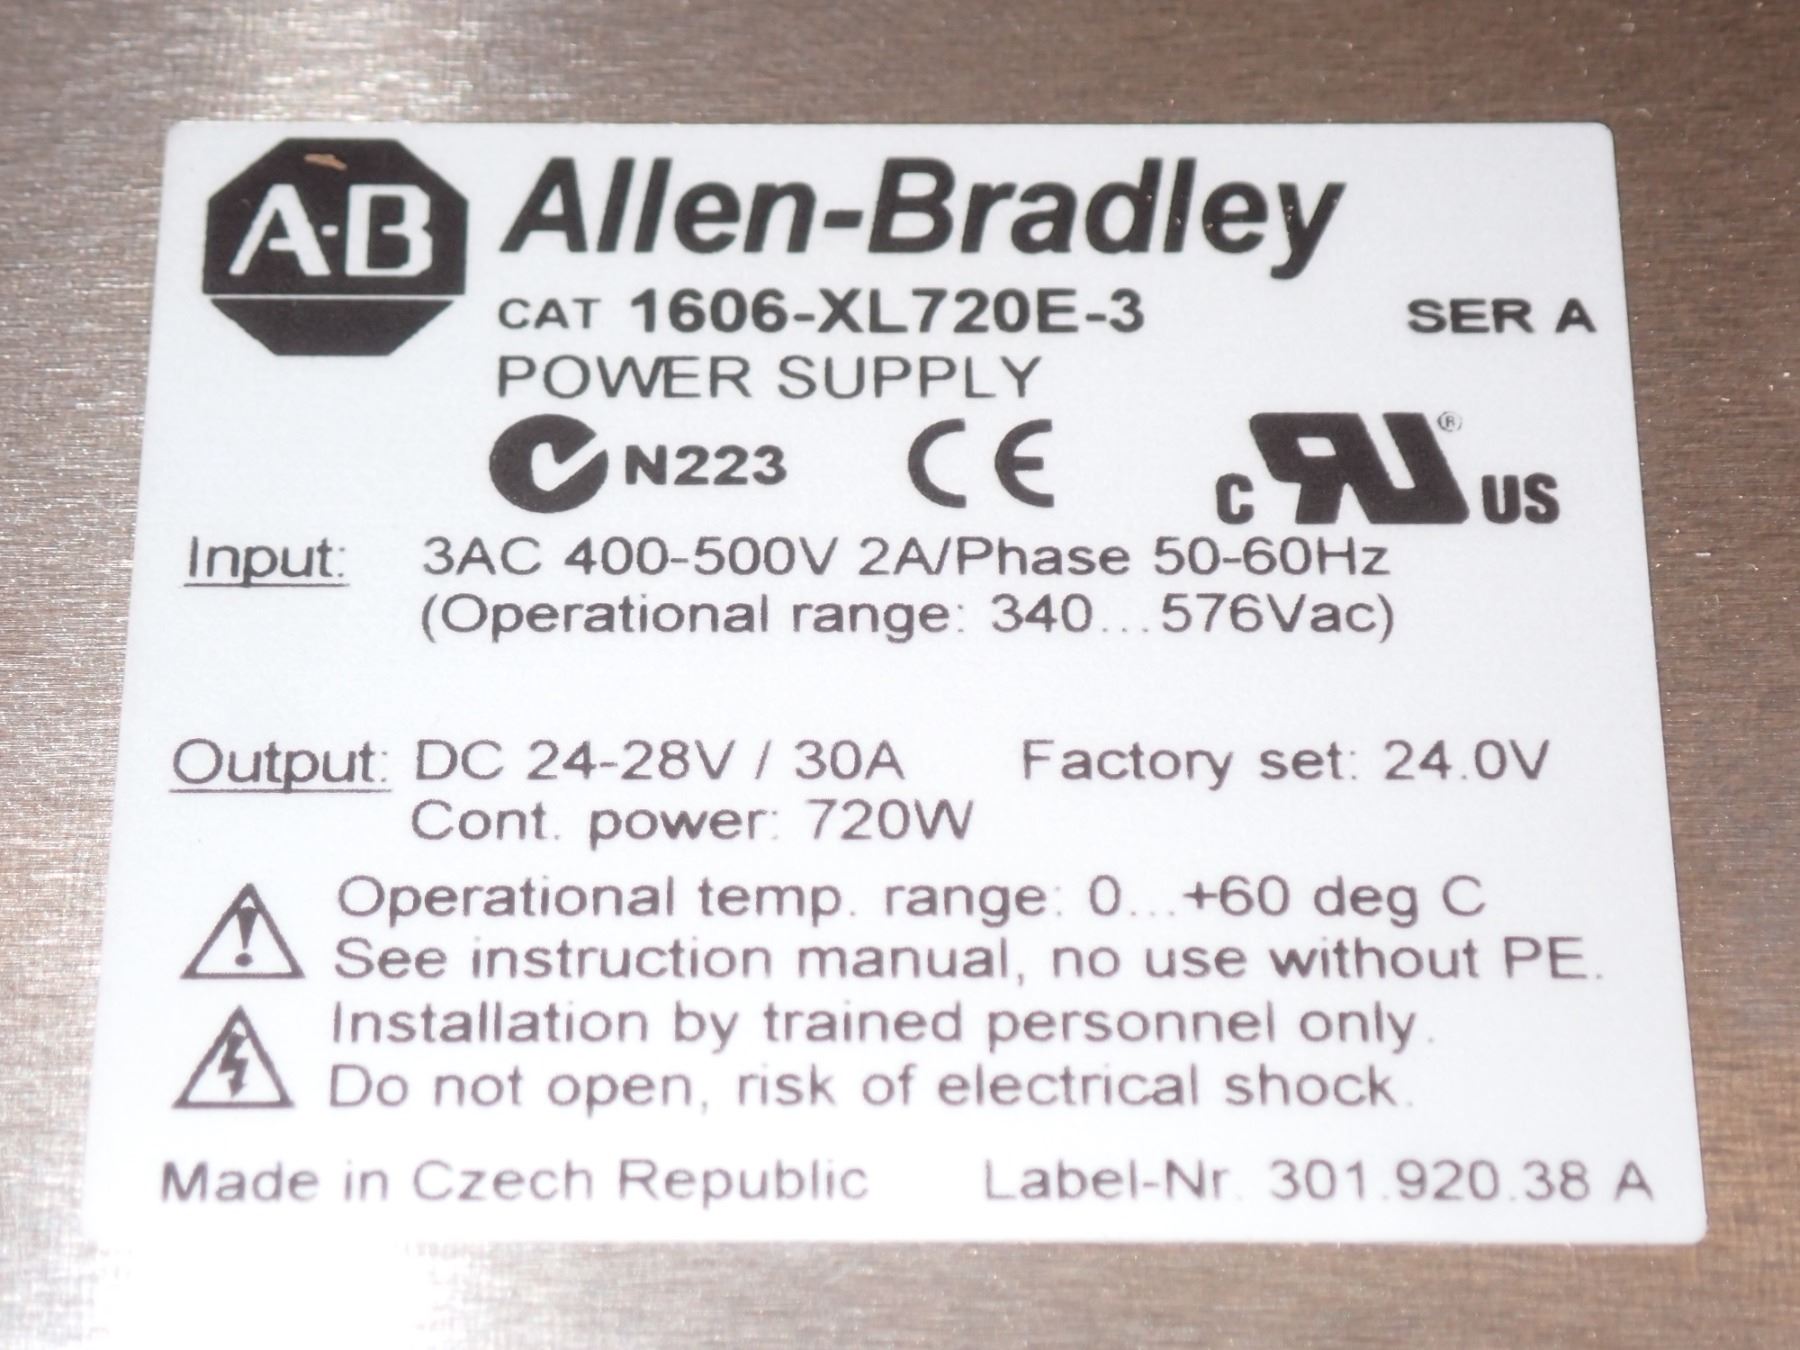 A-B Allen-Bradley
CAT 1606-XL720E-3 SER A
POWER SUPPLY
N223 CE C RU ® US
Input: 3AC 400-500V 2A/Phase 50-60Hz
(Operational range: 340...576Vac)
Output: DC 24-28V / 30A Factory set: 24.0V
Cont. power: 720W
Operational temp. range: 0...+60 deg C
See instruction manual, no use without PE.
Installation by trained personnel only.
Do not open, risk of electrical shock.
Made in Czech Republic Label-Nr. 301.920.38 A